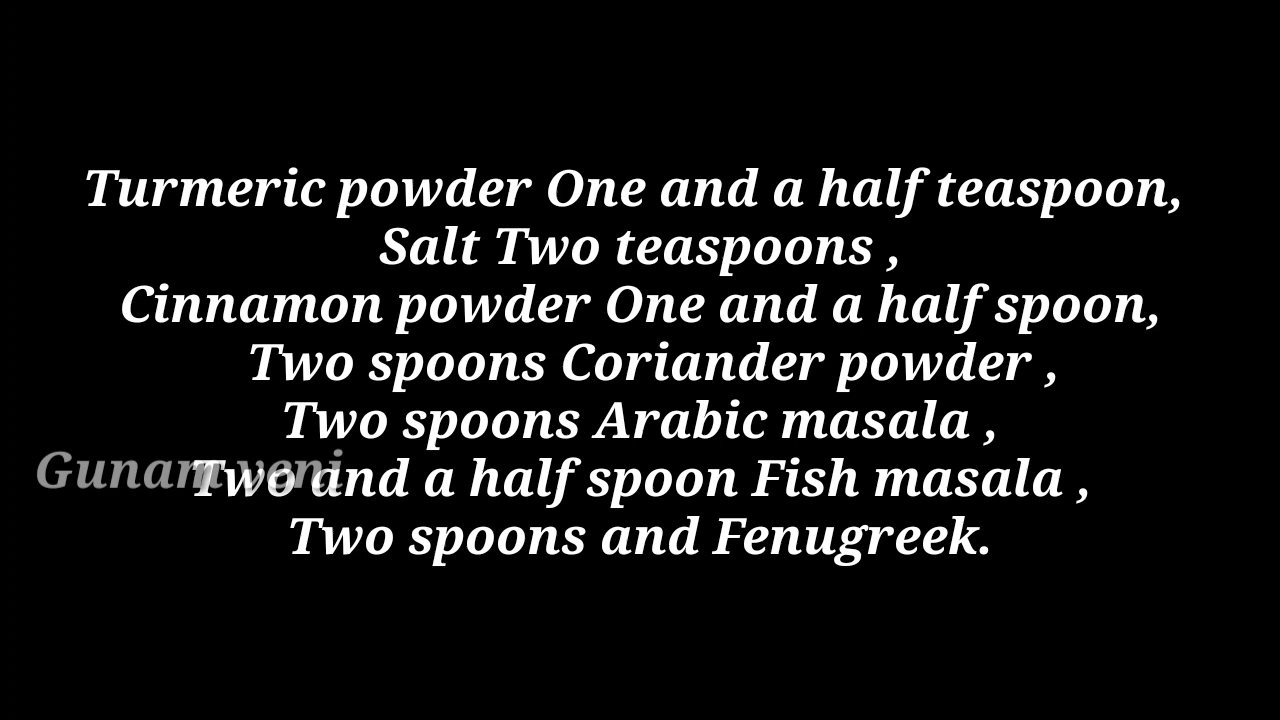 Turmeric powder One and a half teaspoon,
Salt Two teaspoons ,
Cinnamon powder One and a half spoon,
Two spoons Coriander powder ,
Two spoons Arabic masala ,
Two and a half spoon Fish masala ,
Two spoons and Fenugreek.
Gunam veni